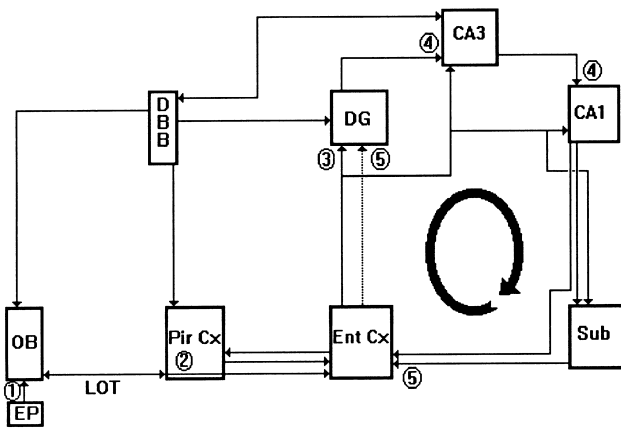 CA3
④
④
D
B
B
DG
CA1
③
⑤
OB
Pir Cx
②
Ent Cx
Sub
①
LOT
⑤
EP